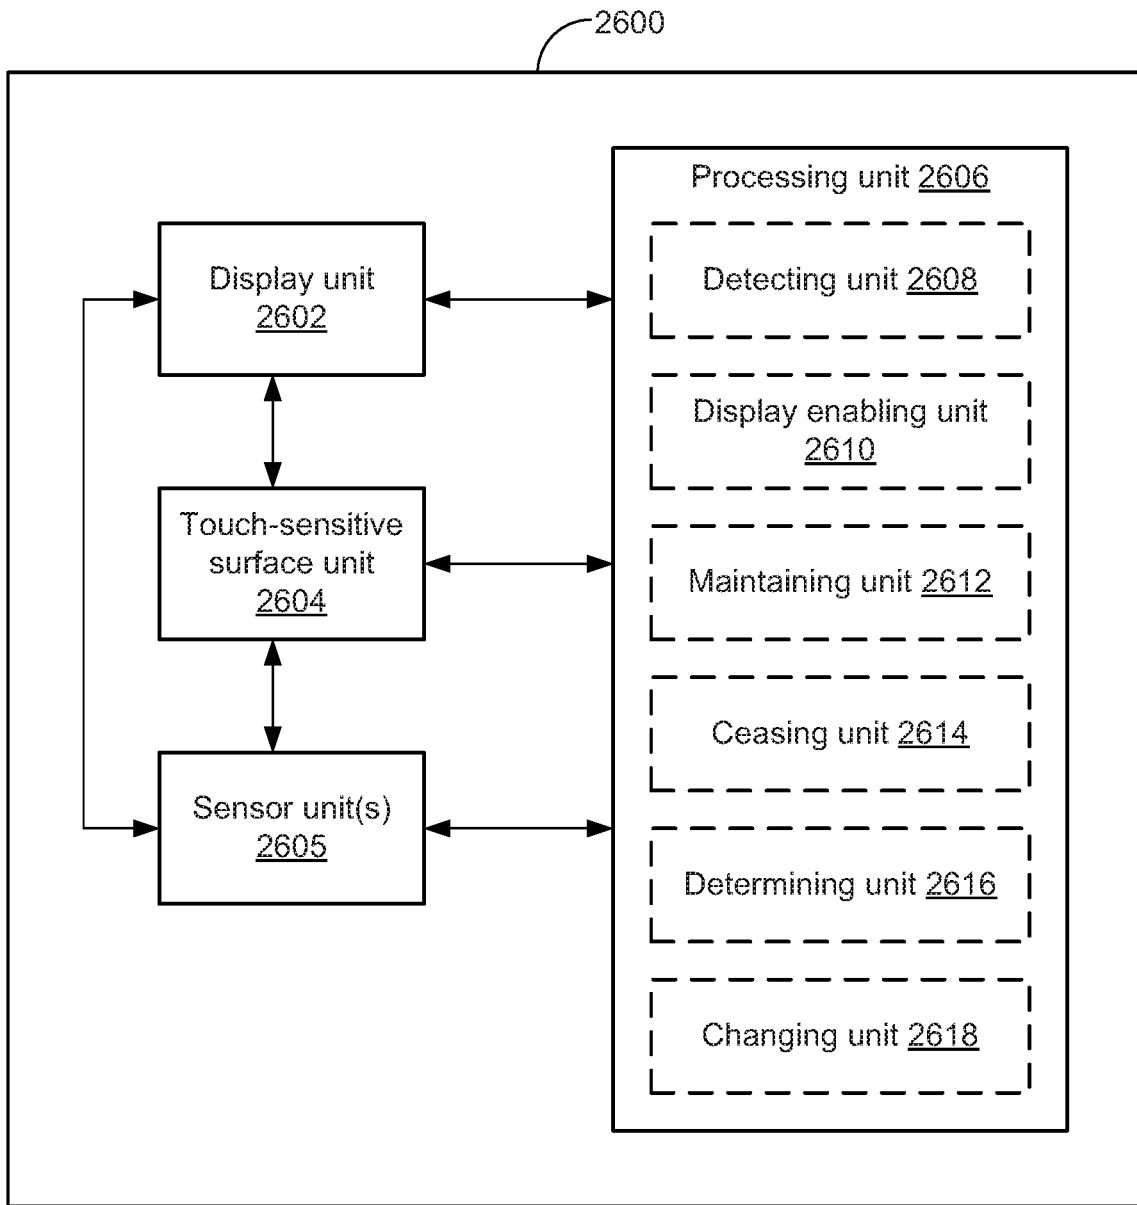 2600
Display unit
2602
Touch-sensitive
surface unit
2604
Sensor unit(s)
2605
Processing unit 2606
Detecting unit 2608
Display enabling unit
2610
Maintaining unit 2612
Ceasing unit 2614
Determining unit 2616
Changing unit 2618